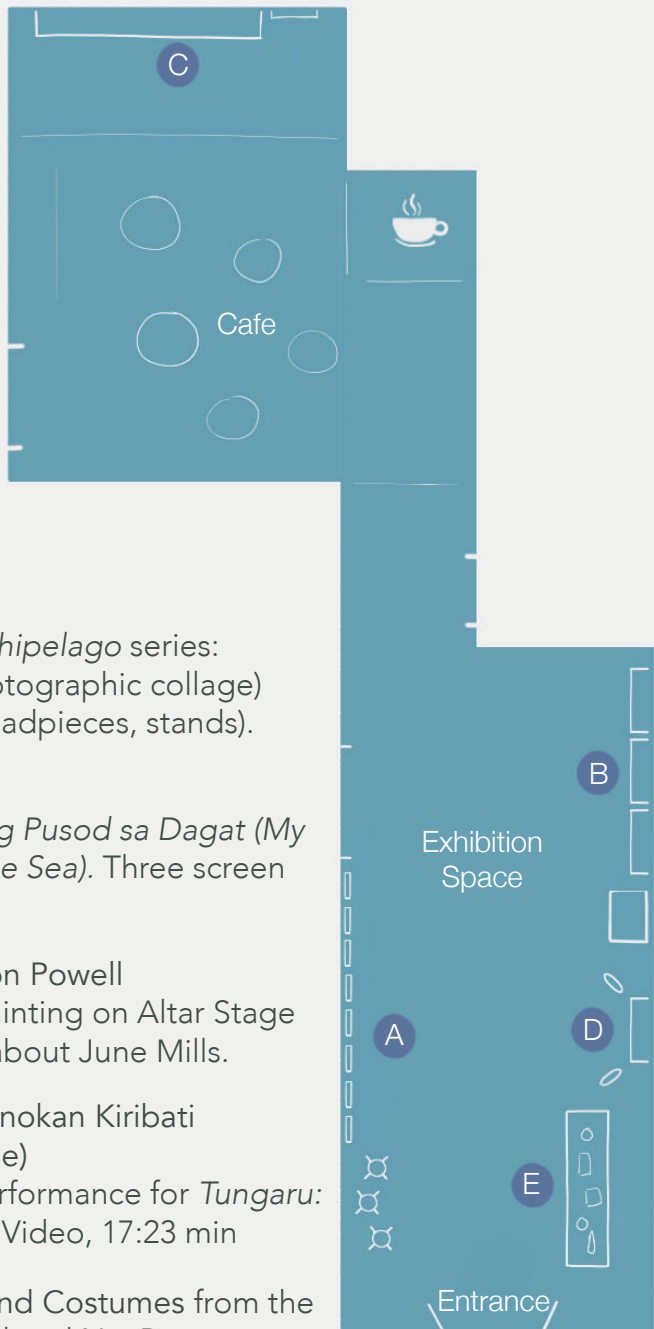 C
Cafe
hipelago series:
otographic collage)
adpieces, stands).
g Pusod sa Dagat (My
e Sea). Three screen
on Powell
inting on Altar Stage
about June Mills.
nokan Kiribati
e)
erformance for Tungaru:
Video, 17:23 min
nd Costumes from the
B
Exhibition
Space
A
D
E
Entrance